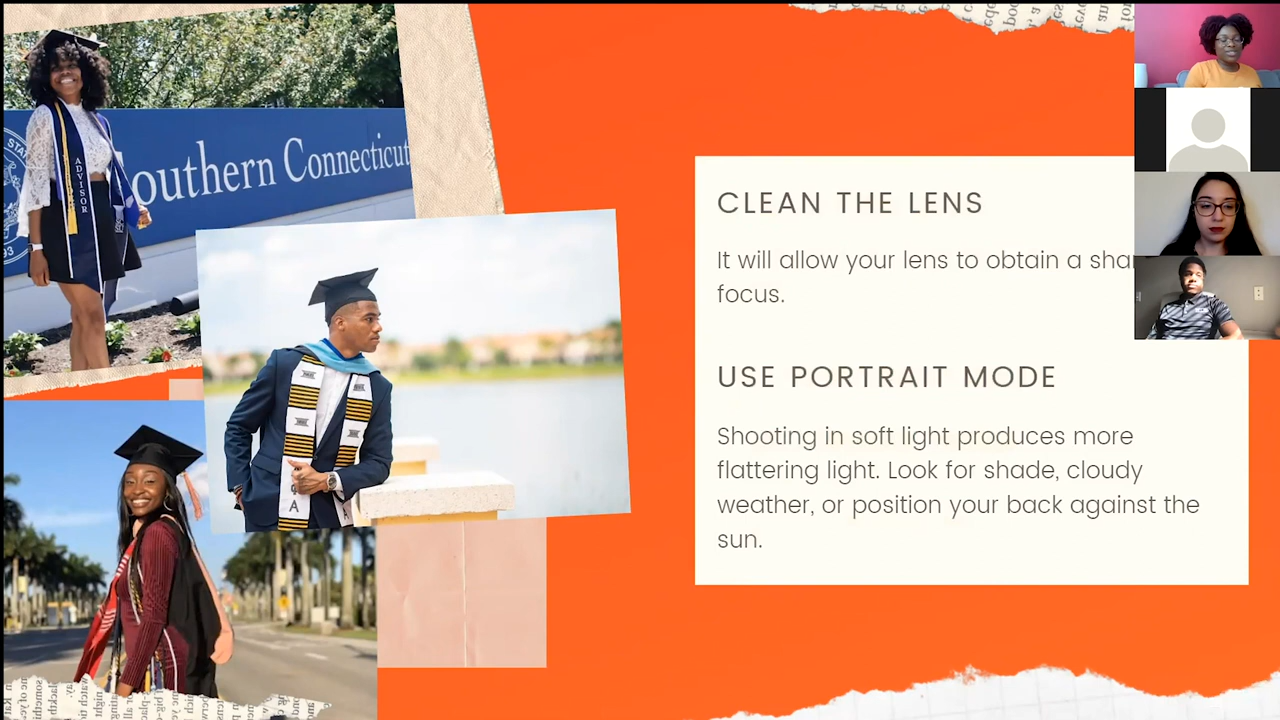 Southern Connecticut
ADVISOR
CLEAN THE LENS
It will allow your lens to obtain a
focus.
USE PORTRAIT MODE
Shooting in soft light produces more
flattering light. Look for shade, cloudy
weather, or position your back against the
sun.